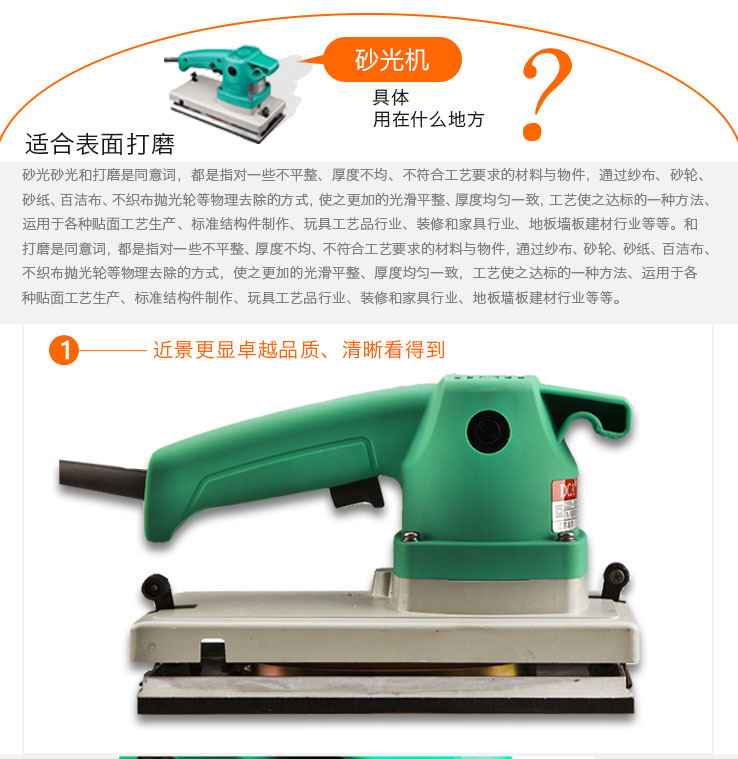 砂光机
具体
用在什么地方
?
适合表面打磨
砂光砂光和打磨是同意词，都是指对一些不平整、厚度不均、不符合工艺要求的材料与物件，通过纱布、砂轮、
砂纸、百洁布、不织布抛光轮等物理去除的方式，使之更加的光滑平整、厚度均匀一致，工艺使之达标的一种方法、
运用于各种贴面工艺生产、标准结构件制作、玩具工艺品行业、装修和家具行业、地板墙板建材行业等等。和
打磨是同意词，都是指对一些不平整、厚度不均、不符合工艺要求的材料与物件，通过纱布、砂轮、砂纸、百洁布、
不织布抛光轮等物理去除的方式，使之更加的光滑平整、厚度均匀一致，工艺使之达标的一种方法、运用于各
种贴面工艺生产、标准结构件制作、玩具工艺品行业、装修和家具行业、地板墙板建材行业等等。
1 近景更显卓越品质、清晰看得到
DCA